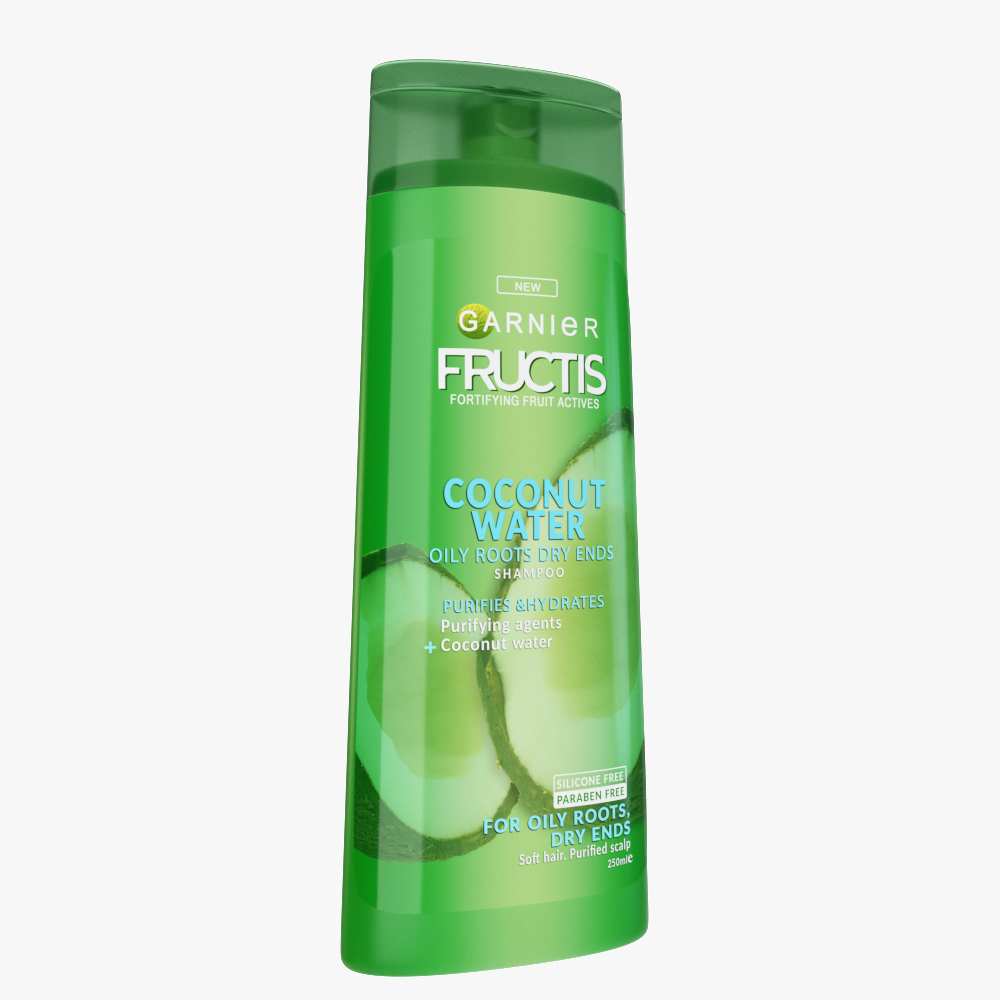 NEW
GARNIeR
FRUCTIS
FORTIFYING FRUIT ACTIVES
COCONUT
WATER
OILY ROOTS DRY ENDS
SHAMPOO
PURIFIES &HYDRATES
Purifying agents
+ Coconut water
SILICONE FREE
PARABEN FREE
FOR OILY ROOTS,
DRY ENDS
Soft hair. Purified scalp
250ml℮